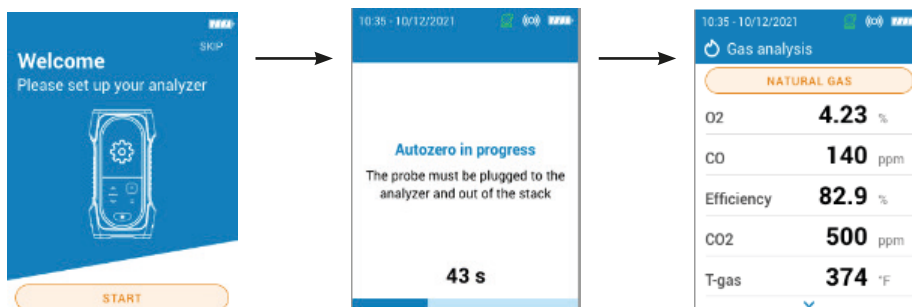 SKIP
Welcome
Please set up your analyzer
START
10:35 - 10/12/2021
Autozero in progress
The probe must be plugged to the
analyzer and out of the stack
43 s
10:35 - 10/12/2021
Gas analysis
NATURAL GAS
O2 4.23 %
CO 140 ppm
Efficiency 82.9 %
CO2 500 ppm
T-gas 374 °F